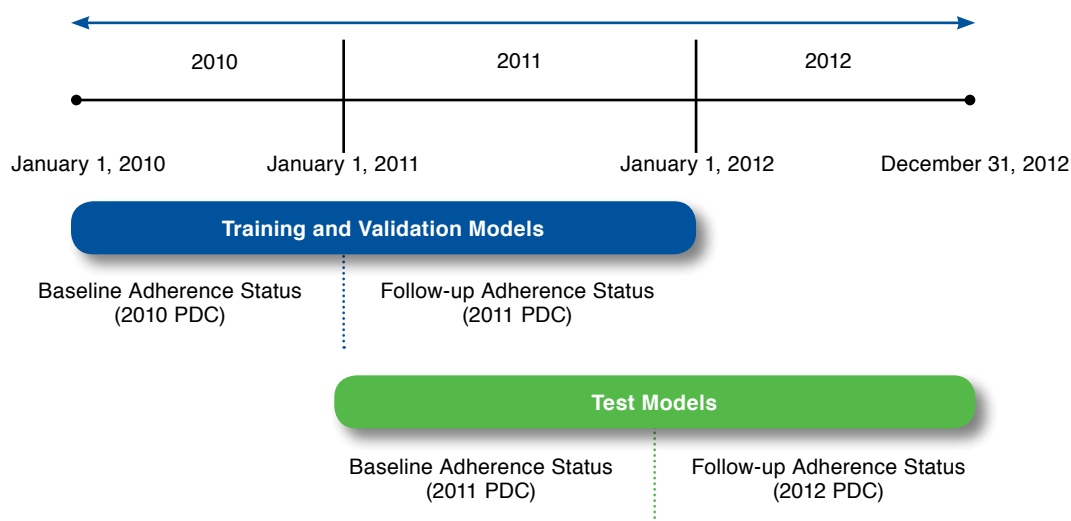 2010 2011 2012
January 1, 2010 January 1, 2011 January 1, 2012 December 31, 2012
Training and Validation Models
Baseline Adherence Status Follow-up Adherence Status
(2010 PDC) (2011 PDC)
Test Models
Baseline Adherence Status Follow-up Adherence Status
(2011 PDC) (2012 PDC)